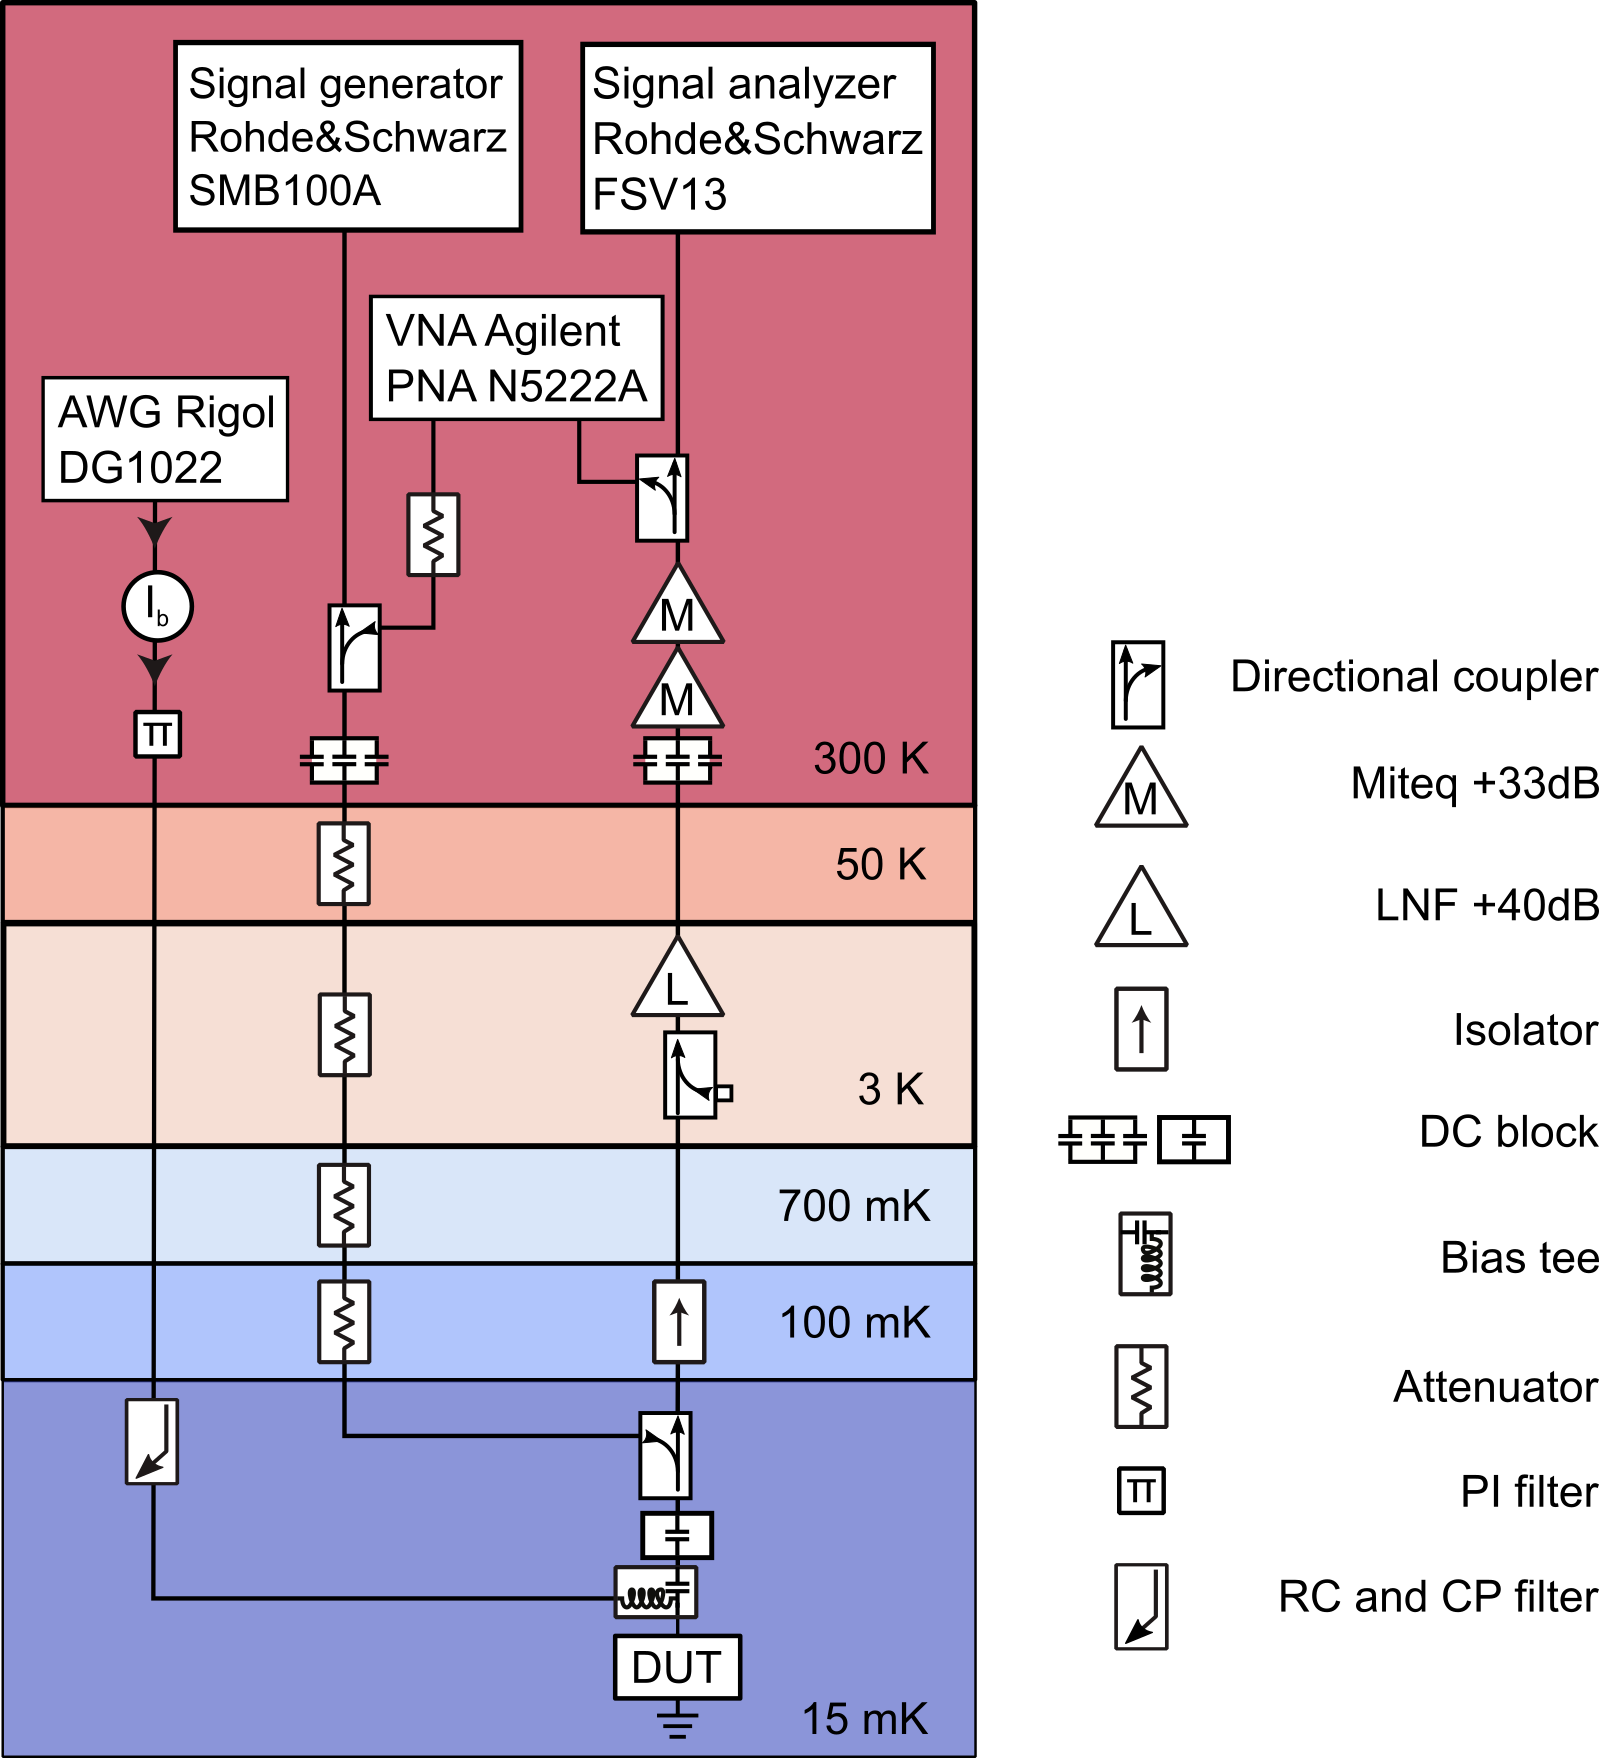 Signal generator
Rohde&Schwarz
SMB100A
Signal analyzer
Rohde&Schwarz
FSV13
VNA Agilent
PNA N5222A
AWG Rigol
DG1022
Ib
π
M
M
300 K
50 K
L
3 K
700 mK
100 mK
DUT
15 mK
Directional coupler
M
Miteq +33dB
L
LNF +40dB
Isolator
DC block
Bias tee
Attenuator
π
PI filter
RC and CP filter